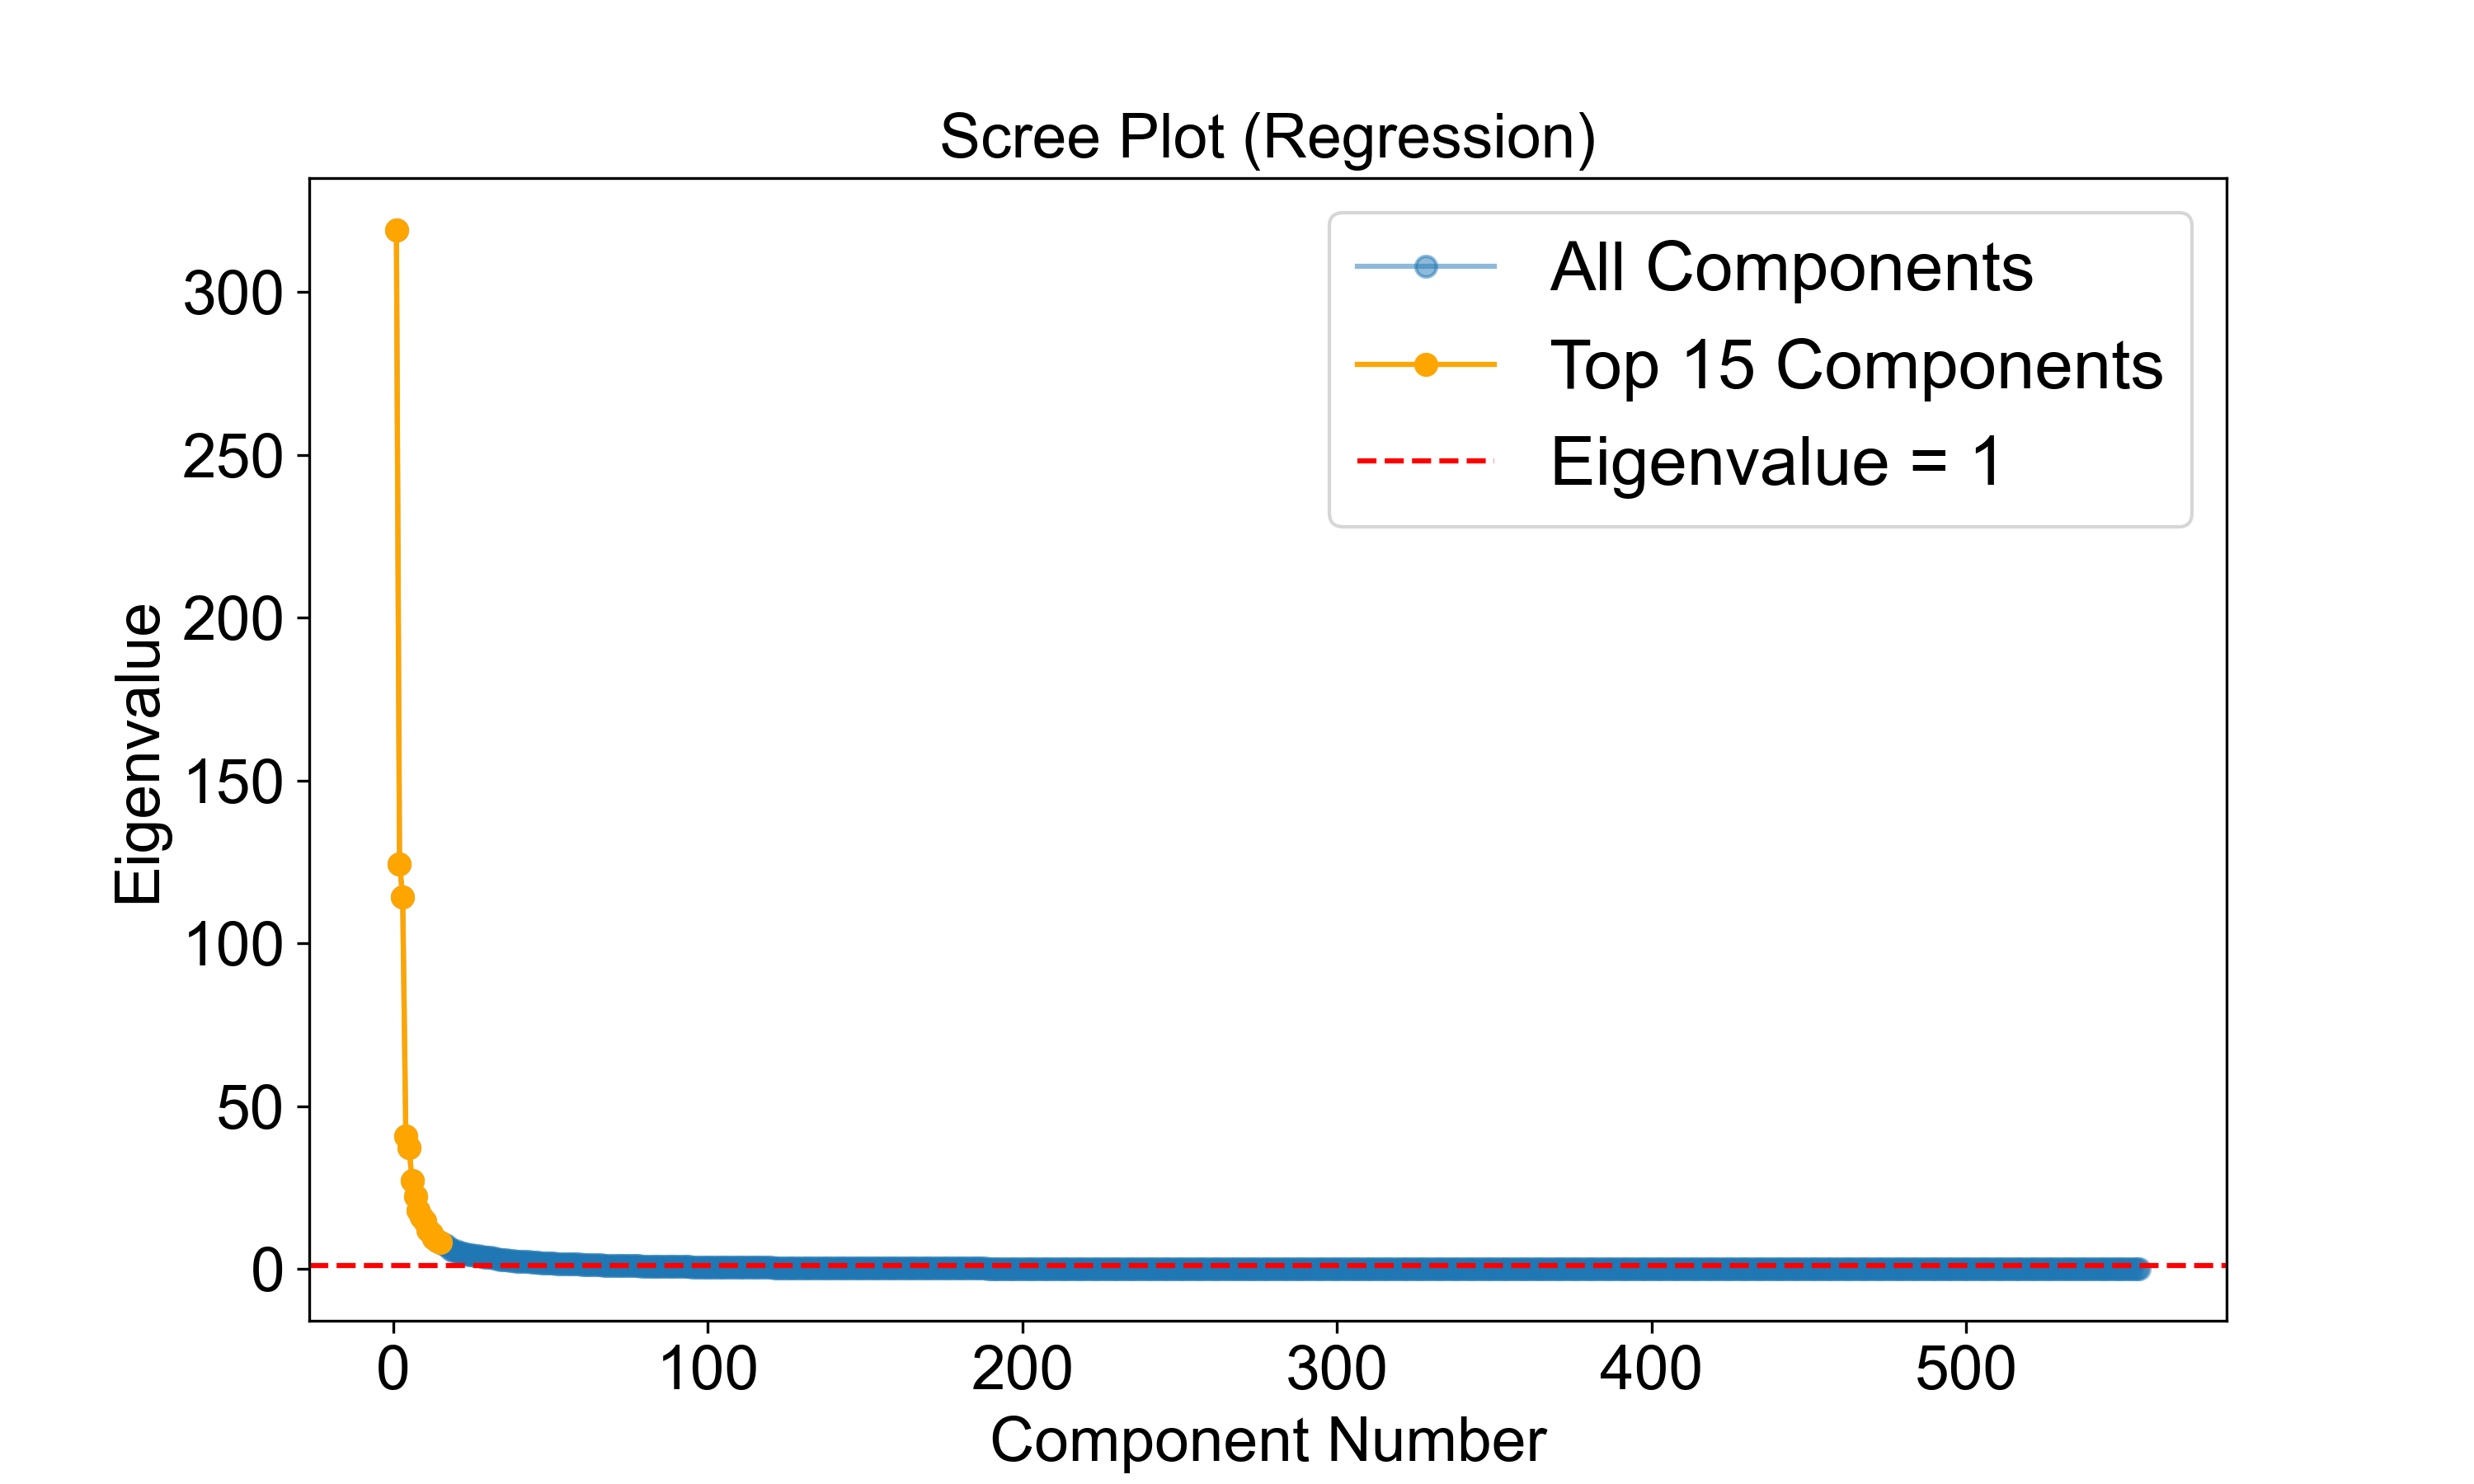 Scree Plot (Regression)
All Components
Top 15 Components
Eigenvalue = 1
Eigenvalue
300
250
200
150
100
50
0
0 100 200 300 400 500
Component Number